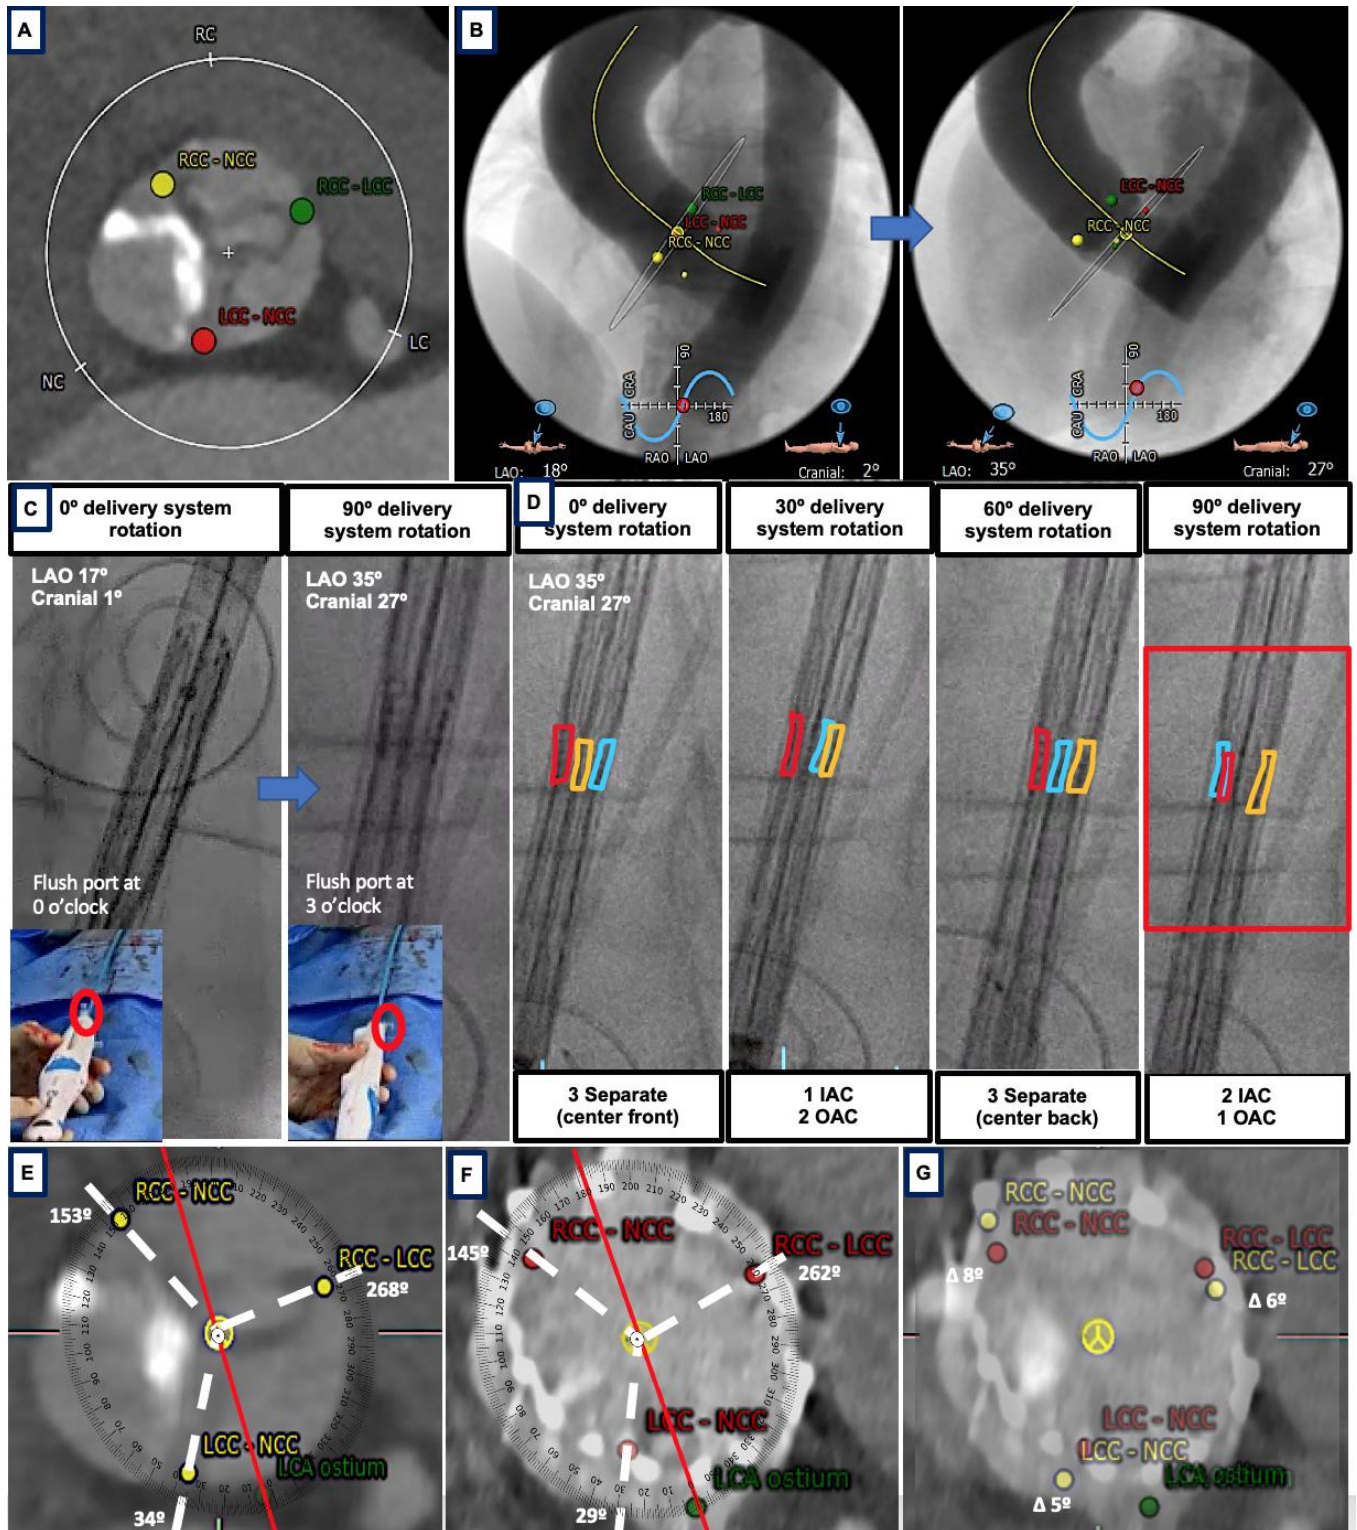 A
RC
RCC - NCC
RCC - LCC
LCC - NCC
LC
NC
B
RCC - LCC
LCC - NCC
RCC - NCC
90
CRA
CAU
180
RAO
LAO
LAO: 18º
Cranial: 2º
LCC - NCC
RCC - NCC
90
CRA
CAU
180
RAO
LAO
LAO: 35º
Cranial: 27º
C
0º delivery system
rotation
90º delivery
system rotation
LAO 17º
Cranial 1º
LAO 35º
Cranial 27º
Flush port at
0 o'clock
Flush port at
3 o'clock
D
0º delivery
system rotation
30º delivery
system rotation
60º delivery
system rotation
90º delivery
system rotation
LAO 35º
Cranial 27º
3 Separate
(center front)
1 IAC
2 OAC
3 Separate
(center back)
2 IAC
1 OAC
E
RCC - NCC
153º
RCC - LCC
268º
LCC - NCC
LCA ostium
34º
F
RCC - NCC
145º
RCC - LCC
262º
LCC - NCC
LCA ostium
29º
G
RCC - NCC
RCC - NCC
RCC - LCC
RCC - LCC
Δ 8º
Δ 6º
LCC - NCC
LCC - NCC
LCA ostium
Δ 5º